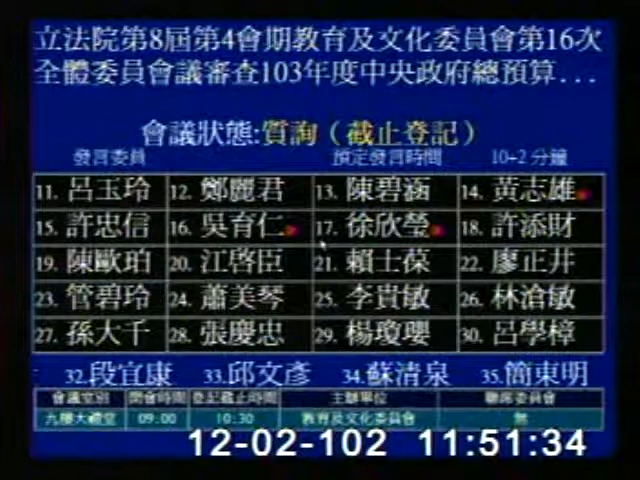 立法院第8屆第4會期教育及文化委員會第16次
全體委員會議審查103年度中央政府總預算...
會議狀態:質詢（截止登記）
發言委員 預定發言時間 10+2 分鐘
11. 呂玉玲 12. 鄭麗君 13. 陳碧涵 14. 黃志雄
15. 許忠信 16. 吳育仁 17. 徐欣瑩 18. 許添財
19. 陳歐珀 20. 江啓臣 21. 賴士葆 22. 廖正井
23. 管碧玲 24. 蕭美琴 25. 李貴敏 26. 林滄敏
27. 孫大千 28. 張慶忠 29. 楊瓊瓔 30. 呂學樟
32.段宜康 33.邱文彥 34.蘇清泉 35.簡東明
會議室別 開會時間 登記截止時間 主辦單位 聯席委員會
九樓大禮堂 09:00 10:30 教育及文化委員會 無
12-02-102 11:51:34